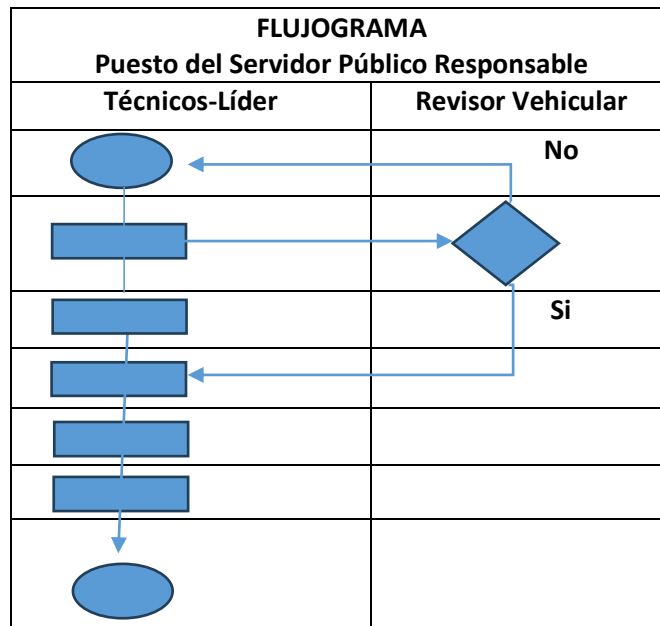 FLUJOGRAMA
Puesto del Servidor Público Responsable
Técnicos-Líder
Revisor Vehicular
No
Si